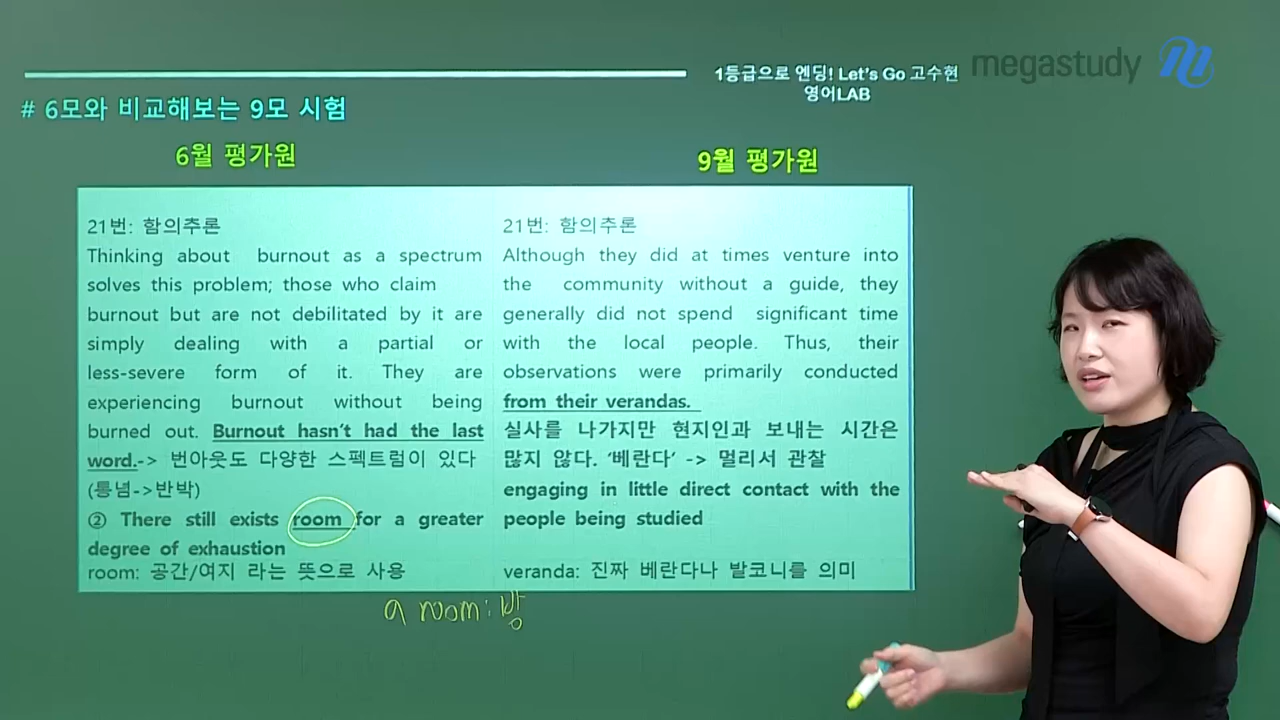 1등급으로 엔딩! Let's Go 고수현
영어LAB
megastudy
# 6모와 비교해보는 9모 시험
6월 평가원
9월 평가원
21번: 함의추론
Thinking about burnout as a spectrum
solves this problem; those who claim
burnout but are not debilitated by it are
simply dealing with a partial or
less-severe form of it. They are
experiencing burnout without being
burned out. Burnout hasn't had the last
word.-> 번아웃도 다양한 스펙트럼이 있다
(통념->반박)
② There still exists room for a greater
degree of exhaustion
room: 공간/여지 라는 뜻으로 사용
21번: 함의추론
Although they did at times venture into
the community without a guide, they
generally did not spend significant time
with the local people. Thus, their
observations were primarily conducted
from their verandas.
실사를 나가지만 현지인과 보내는 시간은
많지 않다. '베란다' -> 멀리서 관찰
engaging in little direct contact with the
people being studied
veranda: 진짜 베란다나 발코니를 의미
a room: 방